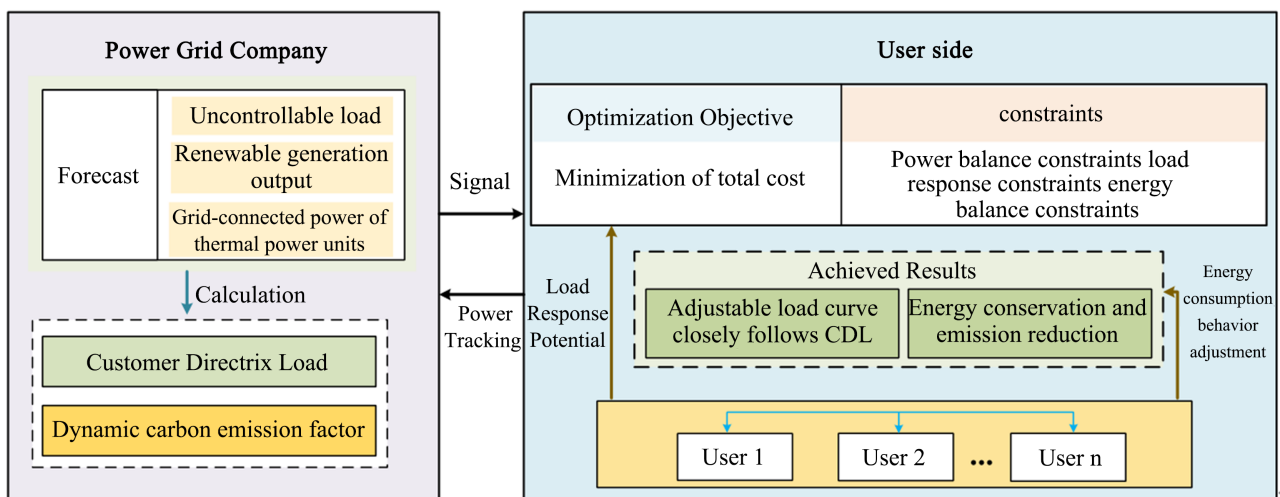 Power Grid Company
Forecast
Uncontrollable load
Renewable generation
output
Grid-connected power of
thermal power units
Calculation
Customer Directrix Load
Dynamic carbon emission factor
Signal
Power
Tracking
User side
Optimization Objective
constraints
Minimization of total cost
Power balance constraints load
response constraints energy
balance constraints
Load
Response
Potential
Achieved Results
Adjustable load curve
closely follows CDL
Energy conservation and
emission reduction
Energy
consumption
behavior
adjustment
User 1
User 2
...
User n